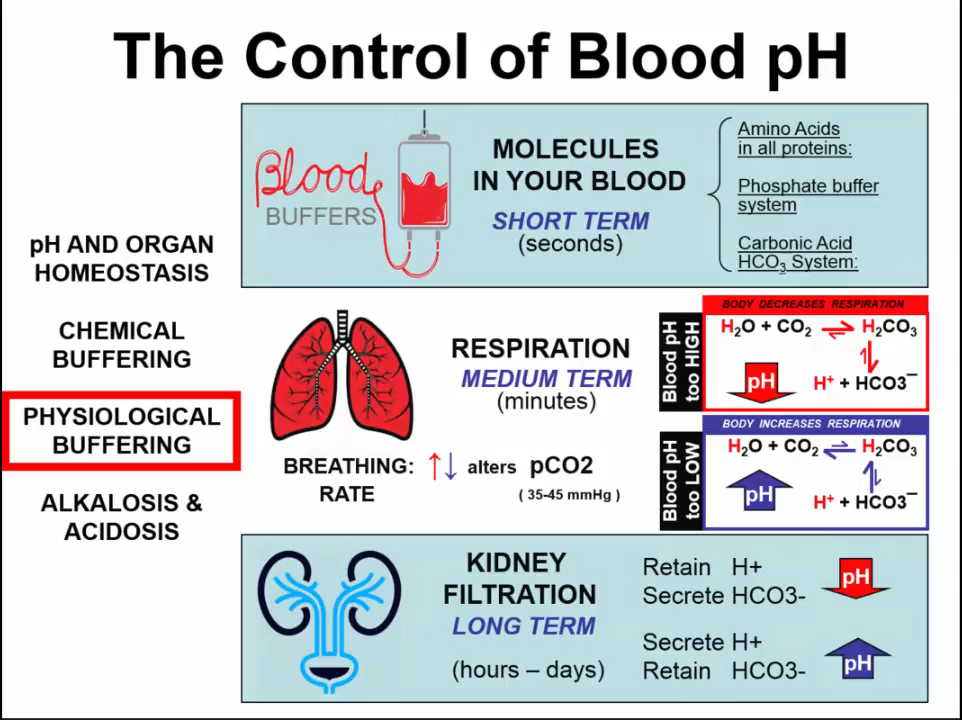 The Control of Blood pH
pH AND ORGAN
HOMEOSTASIS
CHEMICAL
BUFFERING
PHYSIOLOGICAL
BUFFERING
ALKALOSIS &
ACIDOSIS
Blood
BUFFERS
MOLECULES
IN YOUR BLOOD
SHORT TERM
(seconds)
Amino Acids
in all proteins:
Phosphate buffer
system
Carbonic Acid
HCO₃ System:
RESPIRATION
MEDIUM TERM
(minutes)
BREATHING: ↑↓ alters pCO2
RATE
( 35-45 mmHg )
Blood pH
too HIGH
BODY DECREASES RESPIRATION
H₂O + CO₂ ⇌ H₂CO₃
pH
H⁺ + HCO3⁻
Blood pH
too LOW
BODY INCREASES RESPIRATION
H₂O + CO₂ ⇌ H₂CO₃
pH
H⁺ + HCO3⁻
KIDNEY
FILTRATION
LONG TERM
(hours – days)
Retain H+
Secrete HCO3-
pH
Secrete H+
Retain HCO3-
pH